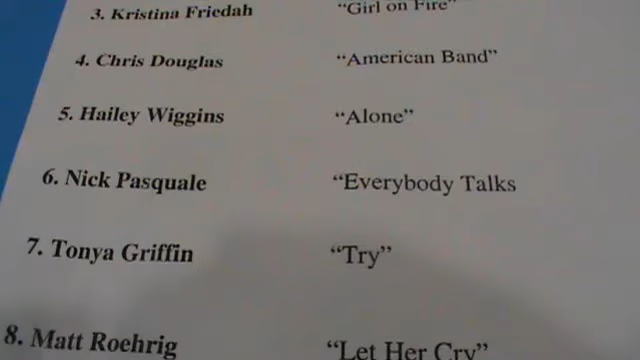 3. Kristina Friedah "Girl on Fire"
4. Chris Douglas "American Band"
5. Hailey Wiggins "Alone"
6. Nick Pasquale "Everybody Talks
7. Tonya Griffin "Try"
8. Matt Roehrig "Let Her Cry"